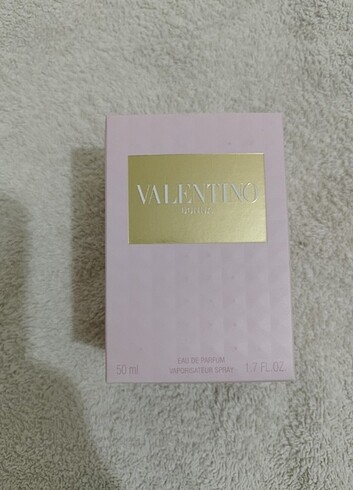 VALENTINO
DONNA
EAU DE PARFUM
50 ml VAPORISATEUR SPRAY 1.7 FL.OZ.